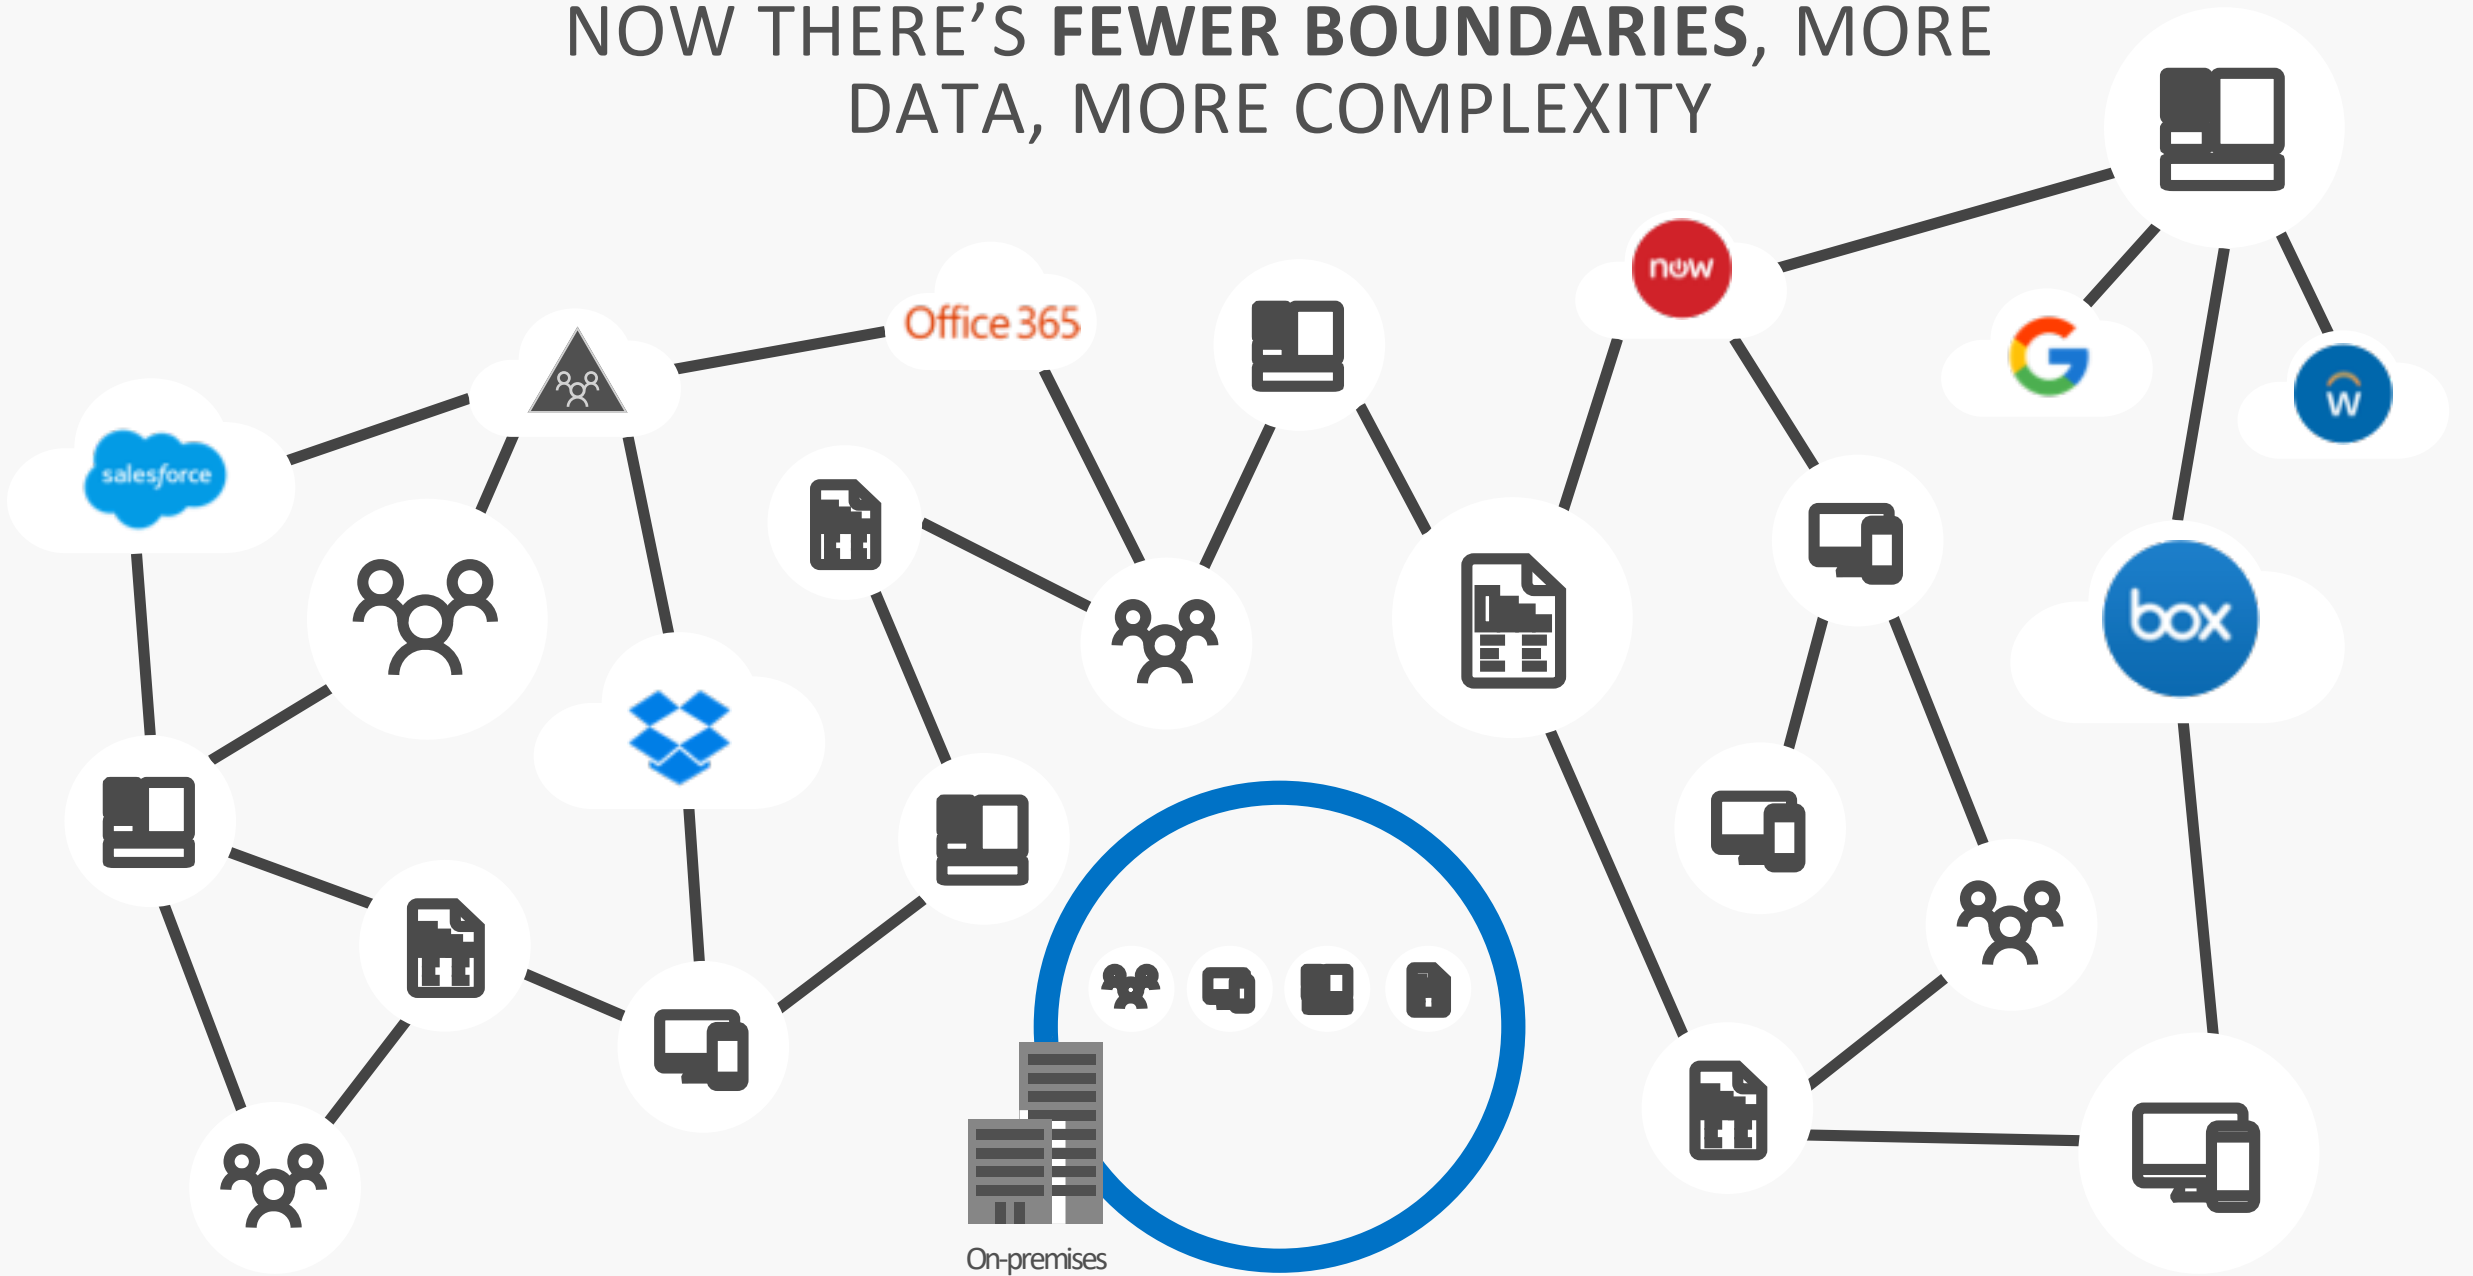 NOW THERE’S FEWER BOUNDARIES, MORE
DATA, MORE COMPLEXITY
now
Office 365
salesforce
W
box
On-premises